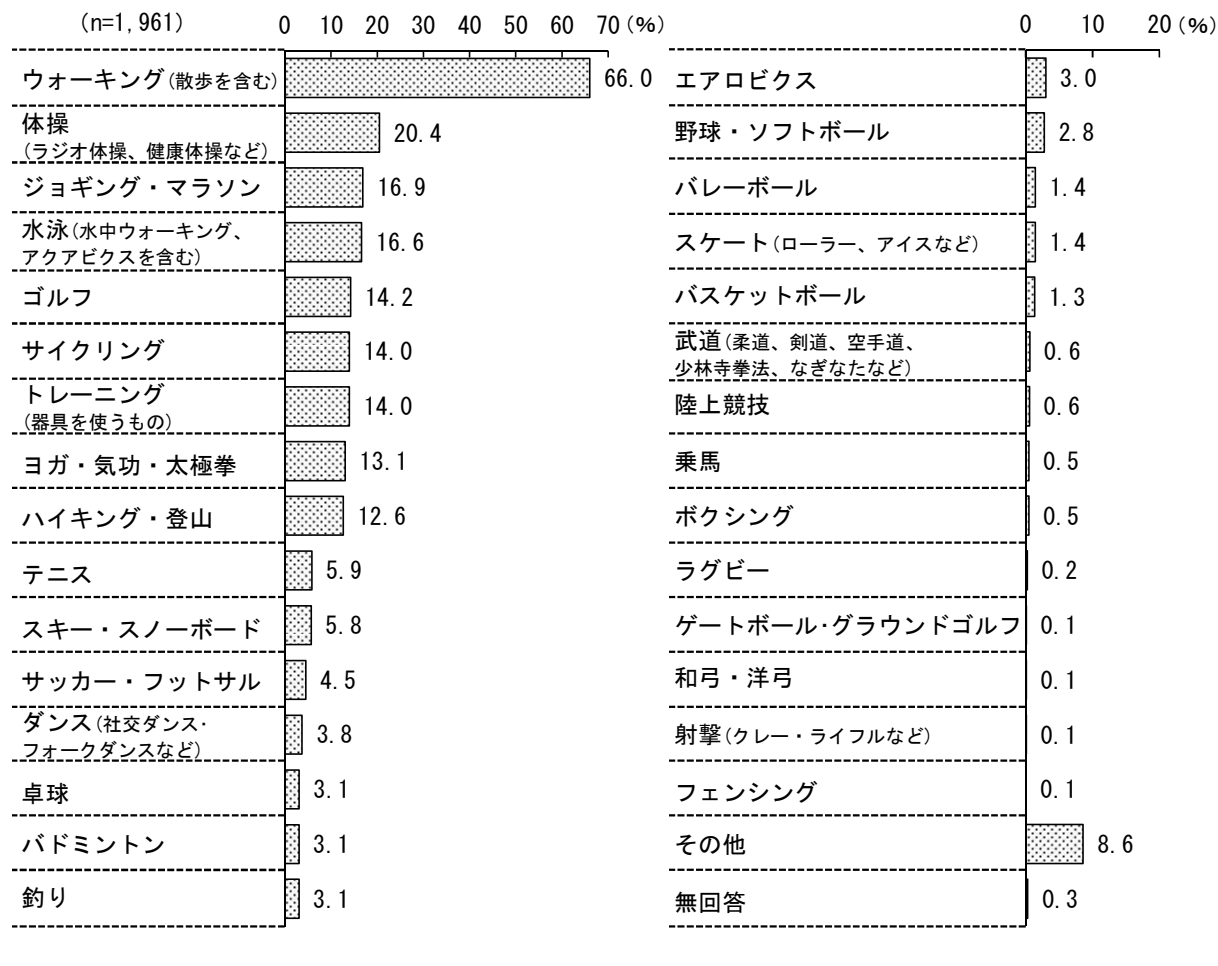 (n=1,961)
0 10 20 30 40 50 60 70(%)
ウォーキング(散歩を含む) 66.0
体操 20.4
(ラジオ体操、健康体操など)
ジョギング・マラソン 16.9
水泳(水中ウォーキング、 16.6
アクアビクスを含む)
ゴルフ 14.2
サイクリング 14.0
トレーニング 14.0
(器具を使うもの)
ヨガ・気功・太極拳 13.1
ハイキング・登山 12.6
テニス 5.9
スキー・スノーボード 5.8
サッカー・フットサル 4.5
ダンス(社交ダンス・ 3.8
フォークダンスなど)
卓球 3.1
バドミントン 3.1
釣り 3.1
0 10 20(%)
エアロビクス 3.0
野球・ソフトボール 2.8
バレーボール 1.4
スケート(ローラー、アイスなど) 1.4
バスケットボール 1.3
武道(柔道、剣道、空手道、 0.6
少林寺拳法、なぎなたなど)
陸上競技 0.6
乗馬 0.5
ボクシング 0.5
ラグビー 0.2
ゲートボール・グラウンドゴルフ 0.1
和弓・洋弓 0.1
射撃(クレー・ライフルなど) 0.1
フェンシング 0.1
その他 8.6
無回答 0.3